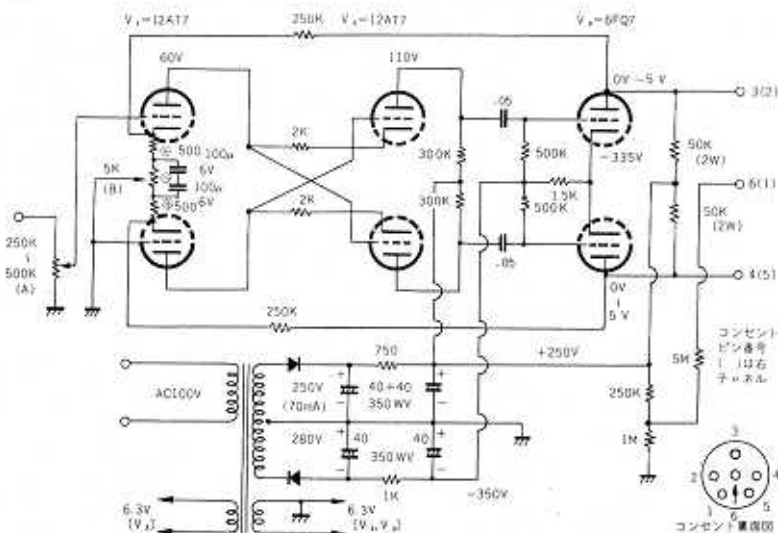 V₁=12AT7
250K
V₂=12AT7
Vₚ=6FQ7
60V
110V
0V -5V
3(2)
2K
.05
500
100μ
6V
5K
(B)
100μ
500
6V
300K
500K
-335V
50K
(2W)
15K
6(1)
300K
500K
50K
(2W)
2K
250K
500K
(A)
.05
4(5)
0V
5V
250K
コンセント
ピン番号
( )は右
チャネル
750
+250V
5M
AC100V
250V
(70mA)
40+40
350WV
250K
280V
40
40
350WV
1M
1K
-350V
6.3V
6.3V
3
2
4
1
6
5
コンセント裏面図